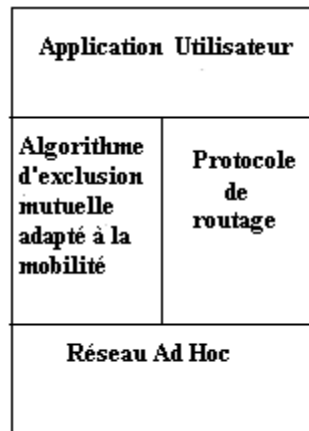 Application Utilisateur
Algorithme
d'exclusion
mutuelle
adapté à la
mobilité
Protocole
de
routage
Réseau Ad Hoc